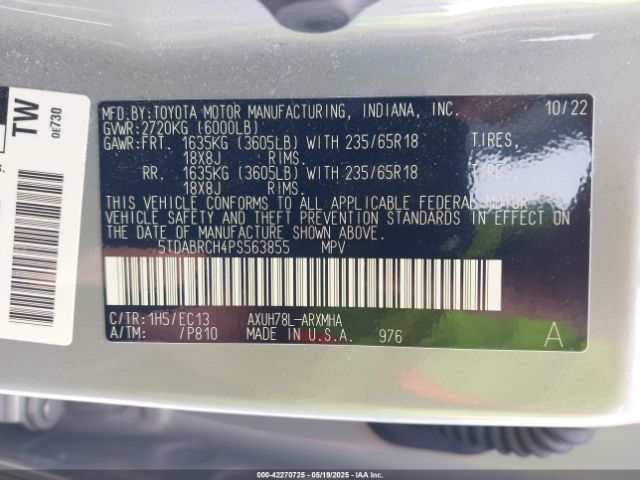 TW
0E730
MFD.BY:TOYOTA MOTOR MANUFACTURING, INDIANA, INC. 10/22
GVWR:2720KG (6000LB)
GAWR:FRT. 1635KG (3605LB) WITH 235/65R18 TIRES,
18X8J RIMS.
RR. 1635KG (3605LB) WITH 235/65R18 TIRES,
18X8J RIMS.
THIS VEHICLE CONFORMS TO ALL APPLICABLE FEDERAL MOTOR
VEHICLE SAFETY AND THEFT PREVENTION STANDARDS IN EFFECT ON
THE DATE OF MANUFACTURE SHOWN ABOVE.
5TDABRCH4PS563855 MPV
C/TR:1H5/EC13 AXUH78L-ARXMHA
A/TM: /P810 MADE IN U.S.A. 976 A
000-42270725 - 05/19/2025 - IAA, INC.